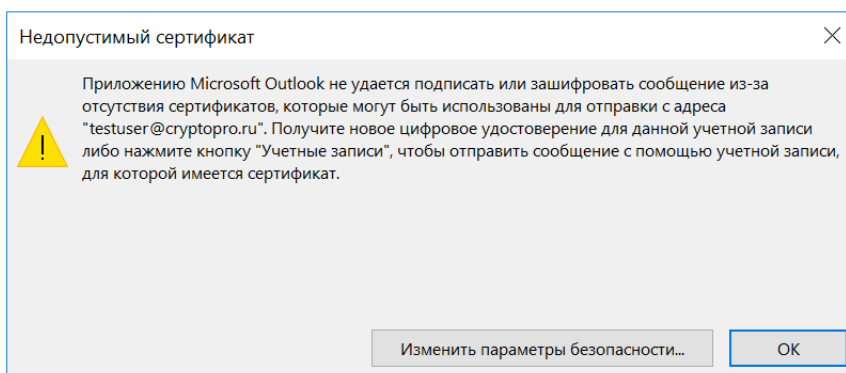 Недопустимый сертификат
Приложению Microsoft Outlook не удается подписать или зашифровать сообщение из-за
отсутствия сертификатов, которые могут быть использованы для отправки с адреса
"testuser@cryptopro.ru". Получите новое цифровое удостоверение для данной учетной записи
либо нажмите кнопку "Учетные записи", чтобы отправить сообщение с помощью учетной записи,
для которой имеется сертификат.
Изменить параметры безопасности...
ОК